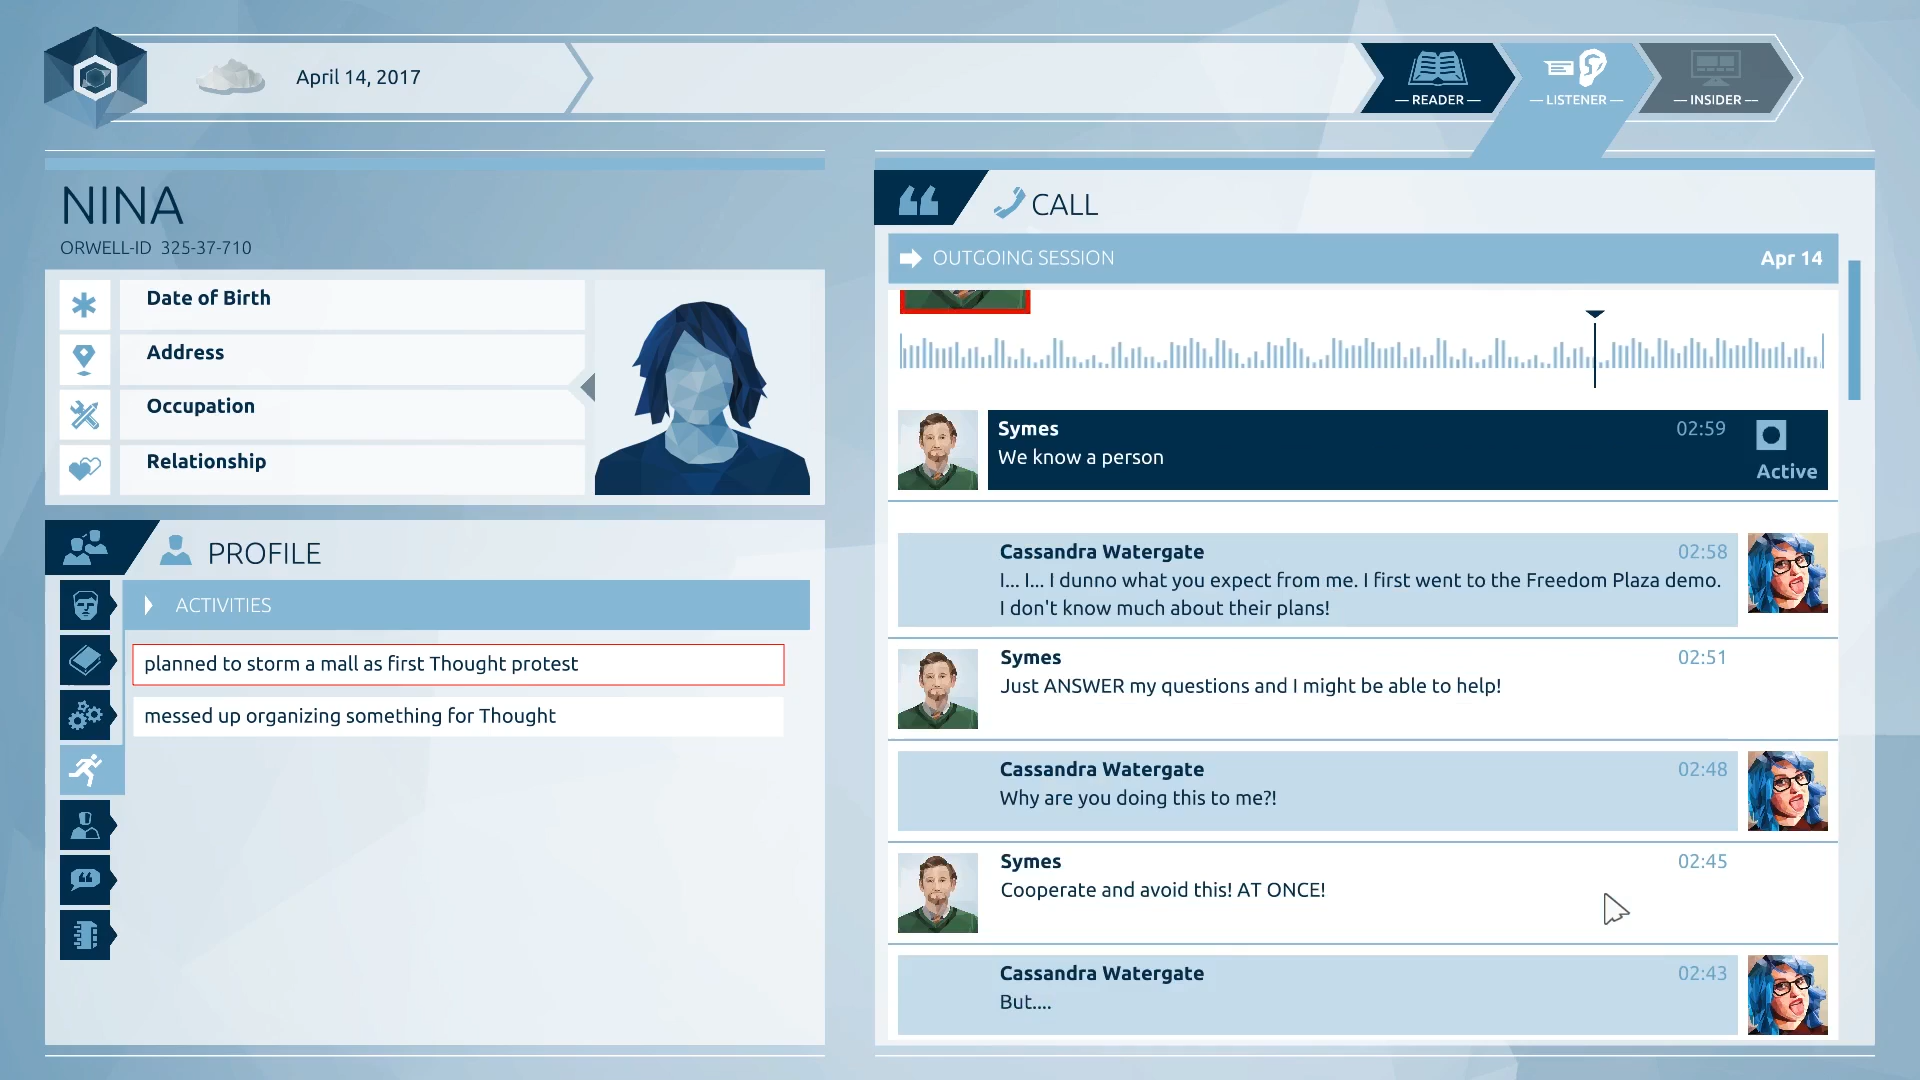 April 14, 2017
READER
LISTENER
INSIDER
NINA
ORWELL-ID 325-37-710
Date of Birth
Address
Occupation
Relationship
PROFILE
ACTIVITIES
planned to storm a mall as first Thought protest
messed up organizing something for Thought
CALL
OUTGOING SESSION
Apr 14
Symes
02:59
We know a person
Active
Cassandra Watergate
02:58
I... I... I dunno what you expect from me. I first went to the Freedom Plaza demo.
I don't know much about their plans!
Symes
02:51
Just ANSWER my questions and I might be able to help!
Cassandra Watergate
02:48
Why are you doing this to me?!
Symes
02:45
Cooperate and avoid this! AT ONCE!
Cassandra Watergate
02:43
But....